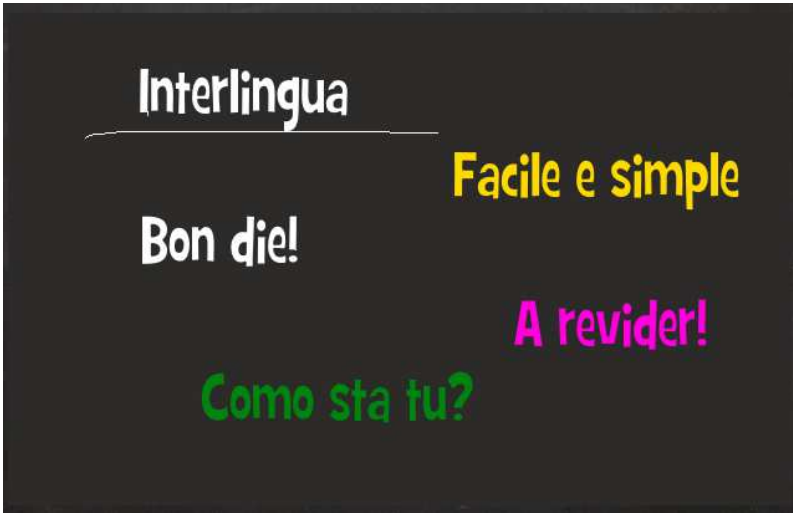 Interlingua
Facile e simple
Bon die!
A revider!
Como sta tu?